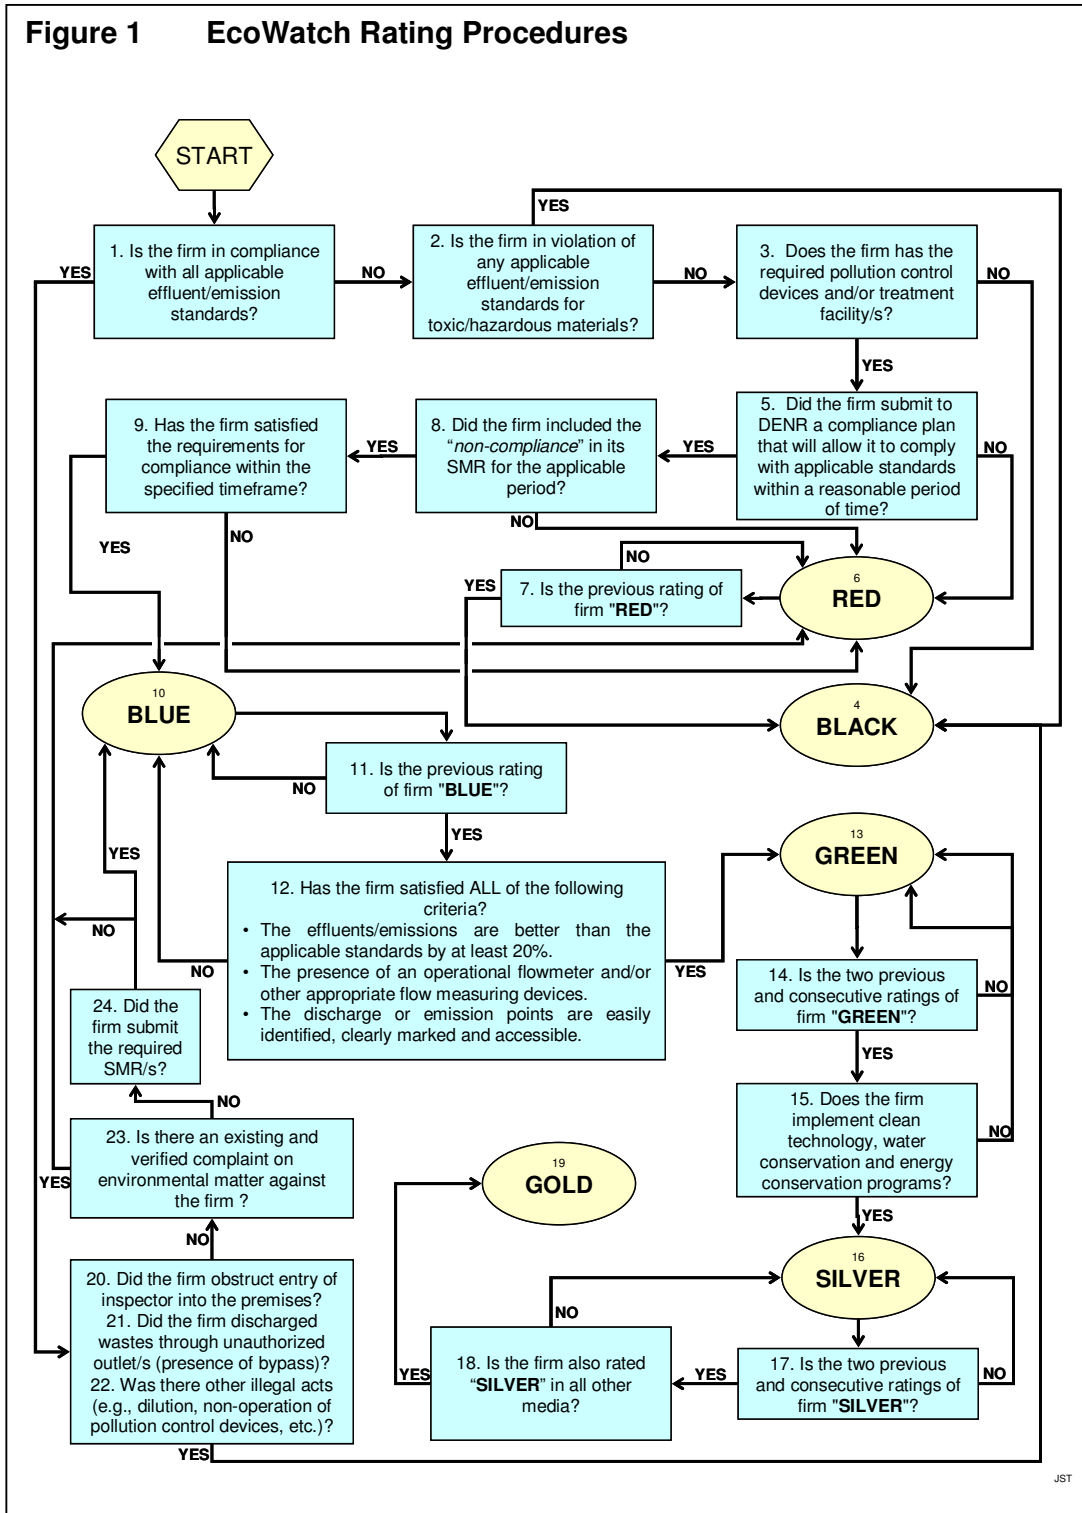 Figure 1 EcoWatch Rating Procedures
START
YES
1. Is the firm in compliance
with all applicable
effluent/emission
standards?
YES
NO
2. Is the firm in violation of
any applicable
effluent/emission
standards for
toxic/hazardous materials?
NO
3. Does the firm has the
required pollution control
devices and/or treatment
facility/s?
NO
YES
9. Has the firm satisfied
the requirements for
compliance within the
specified timeframe?
YES
8. Did the firm included the
“non-compliance” in its
SMR for the applicable
period?
YES
5. Did the firm submit to
DENR a compliance plan
that will allow it to comply
with applicable standards
within a reasonable period
of time?
NO
YES
NO
NO
NO
YES
7. Is the previous rating of
firm "RED"?
6
RED
10
BLUE
4
BLACK
11. Is the previous rating
of firm "BLUE"?
NO
YES
13
GREEN
YES
12. Has the firm satisfied ALL of the following
criteria?
• The effluents/emissions are better than the
applicable standards by at least 20%.
• The presence of an operational flowmeter and/or
other appropriate flow measuring devices.
• The discharge or emission points are easily
identified, clearly marked and accessible.
NO
NO
YES
14. Is the two previous
and consecutive ratings of
firm "GREEN"?
NO
YES
24. Did the
firm submit
the required
SMR/s?
NO
15. Does the firm
implement clean
technology, water
conservation and energy
conservation programs?
NO
YES
23. Is there an existing and
verified complaint on
environmental matter against
the firm ?
YES
NO
19
GOLD
16
SILVER
20. Did the firm obstruct entry of
inspector into the premises?
21. Did the firm discharged
wastes through unauthorized
outlet/s (presence of bypass)?
22. Was there other illegal acts
(e.g., dilution, non-operation of
pollution control devices, etc.)?
YES
NO
YES
18. Is the firm also rated
“SILVER” in all other
media?
YES
17. Is the two previous
and consecutive ratings of
firm "SILVER"?
NO
JST